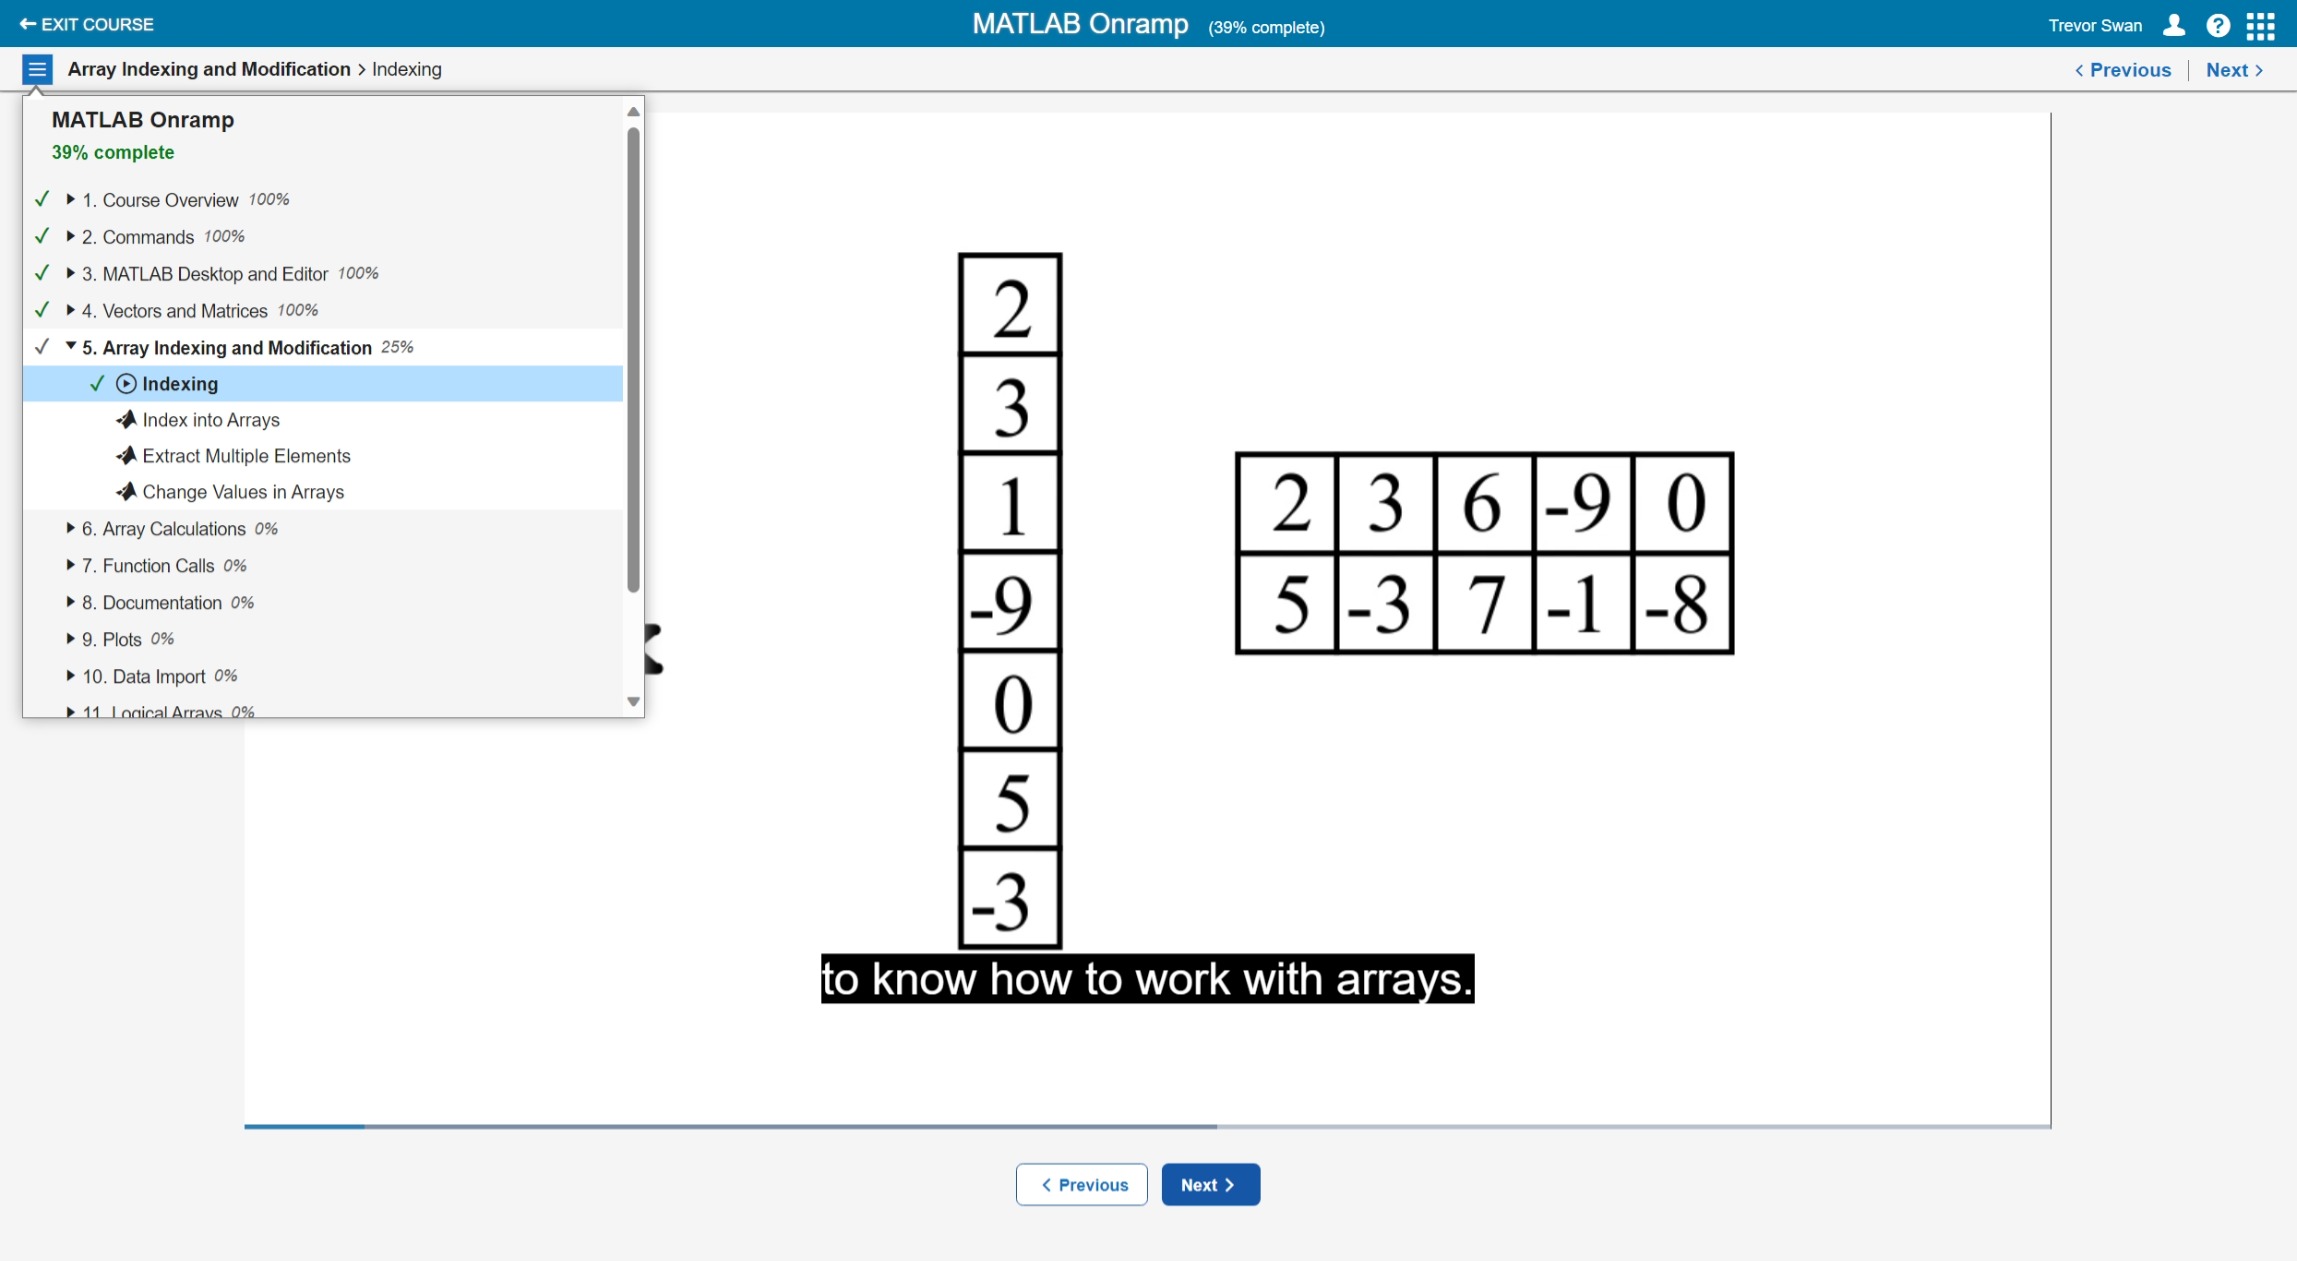 EXIT COURSE
MATLAB Onramp (39% complete)
Trevor Swan
Array Indexing and Modification > Indexing
< Previous | Next >
MATLAB Onramp
39% complete
1. Course Overview 100%
2. Commands 100%
3. MATLAB Desktop and Editor 100%
4. Vectors and Matrices 100%
5. Array Indexing and Modification 25%
Indexing
Index into Arrays
Extract Multiple Elements
Change Values in Arrays
6. Array Calculations 0%
7. Function Calls 0%
8. Documentation 0%
9. Plots 0%
10. Data Import 0%
11. Logical Arrays 0%
2
3
1
-9
0
5
-3
2 3 6 -9 0
5 -3 7 -1 -8
to know how to work with arrays.
< Previous
Next >